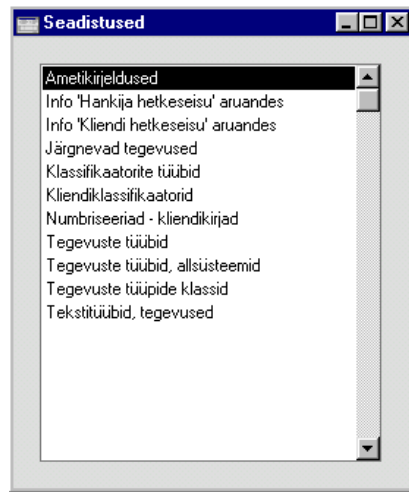 Seadistused
Ametikirjeldused
Info 'Hankija hetkeseisu' aruandes
Info 'Kliendi hetkeseisu' aruandes
Järgnevad tegevused
Klassifikaatorite tüübid
Kliendiklassifikaatorid
Numbriseeriad - kliendikirjad
Tegevuste tüübid
Tegevuste tüübid, allsüsteemid
Tegevuste tüüpide klassid
Tekstitüübid, tegevused